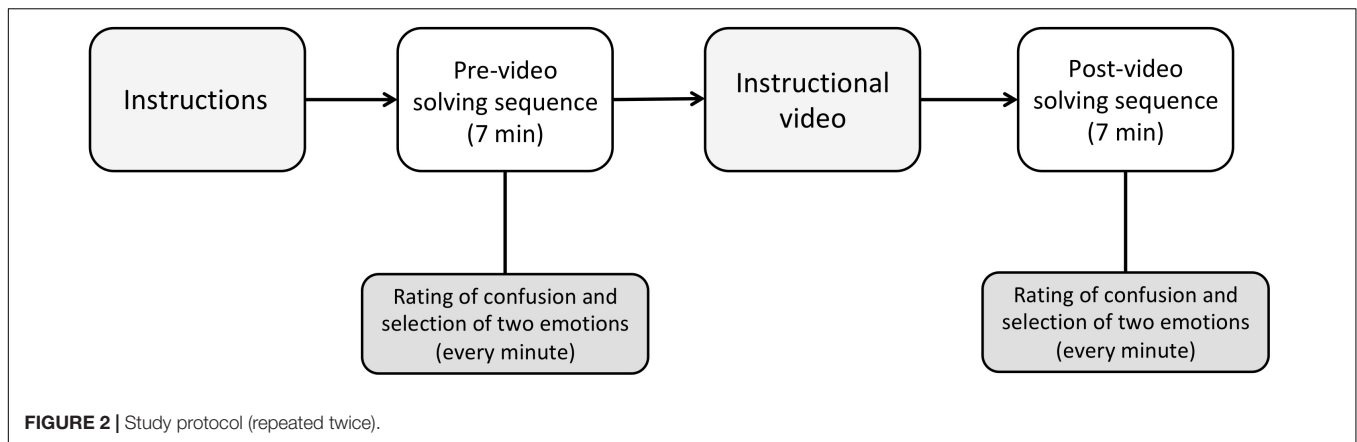 Instructions
Pre-video
solving sequence
(7 min)
Instructional
video
Post-video
solving sequence
(7 min)
Rating of confusion and
selection of two emotions
(every minute)
Rating of confusion and
selection of two emotions
(every minute)
FIGURE 2 | Study protocol (repeated twice).